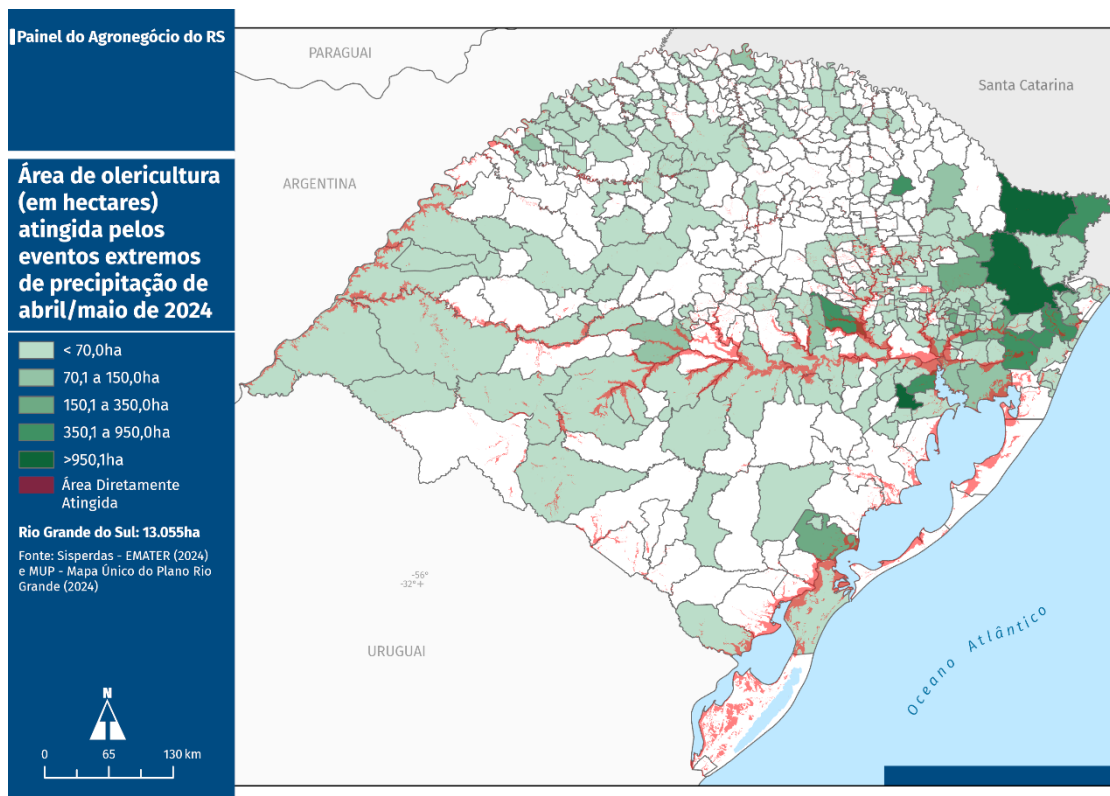 Painel do Agronegócio do RS
Área de olericultura
(em hectares)
atingida pelos
eventos extremos
de precipitação de
abril/maio de 2024
< 70,0ha
70,1 a 150,0ha
150,1 a 350,0ha
350,1 a 950,0ha
>950,1ha
Área Diretamente
Atingida
Rio Grande do Sul: 13.055ha
Fonte: Sisperdas - EMATER (2024)
e MUP - Mapa Único do Plano Rio
Grande (2024)
N
0 65 130 km
PARAGUAI
Santa Catarina
ARGENTINA
-56°
-32°
URUGUAI
Oceano Atlântico